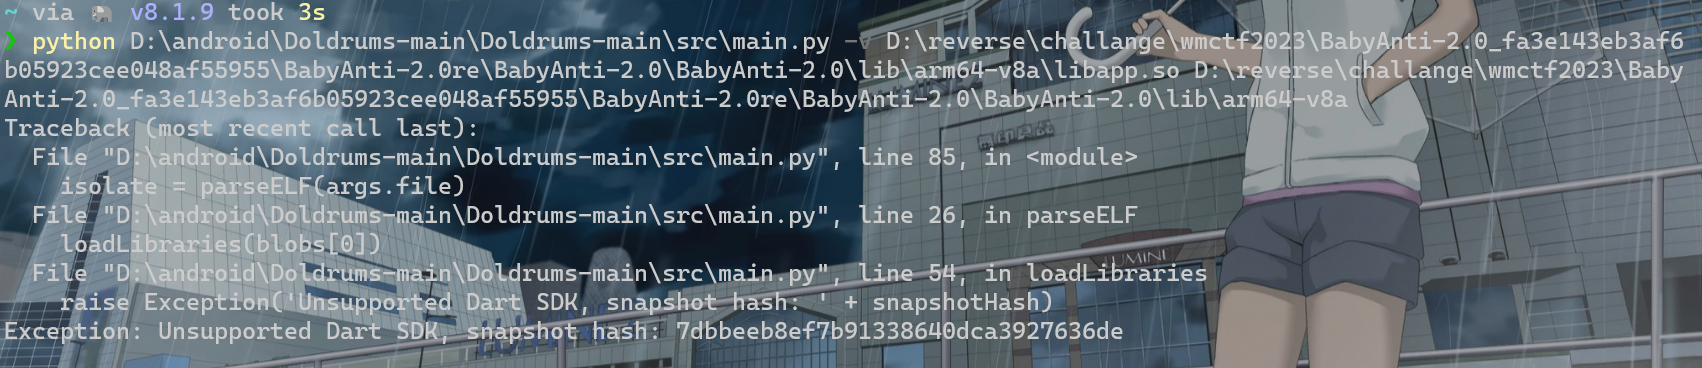 ~ via 🐘 v8.1.9 took 3s
❯ python D:\android\Doldrums-main\Doldrums-main\src\main.py -v D:\reverse\challange\wmctf2023\BabyAnti-2.0_fa3e143eb3af6
b05923cee048af55955\BabyAnti-2.0re\BabyAnti-2.0\BabyAnti-2.0\lib\arm64-v8a\libapp.so D:\reverse\challange\wmctf2023\Baby
Anti-2.0_fa3e143eb3af6b05923cee048af55955\BabyAnti-2.0re\BabyAnti-2.0\BabyAnti-2.0\lib\arm64-v8a
Traceback (most recent call last):
  File "D:\android\Doldrums-main\Doldrums-main\src\main.py", line 85, in <module>
    isolate = parseELF(args.file)
  File "D:\android\Doldrums-main\Doldrums-main\src\main.py", line 26, in parseELF
    loadLibraries(blobs[0])
  File "D:\android\Doldrums-main\Doldrums-main\src\main.py", line 54, in loadLibraries
LUMINI
    raise Exception('Unsupported Dart SDK, snapshot hash: ' + snapshotHash)
Exception: Unsupported Dart SDK, snapshot hash: 7dbbeeb8ef7b91338640dca3927636de